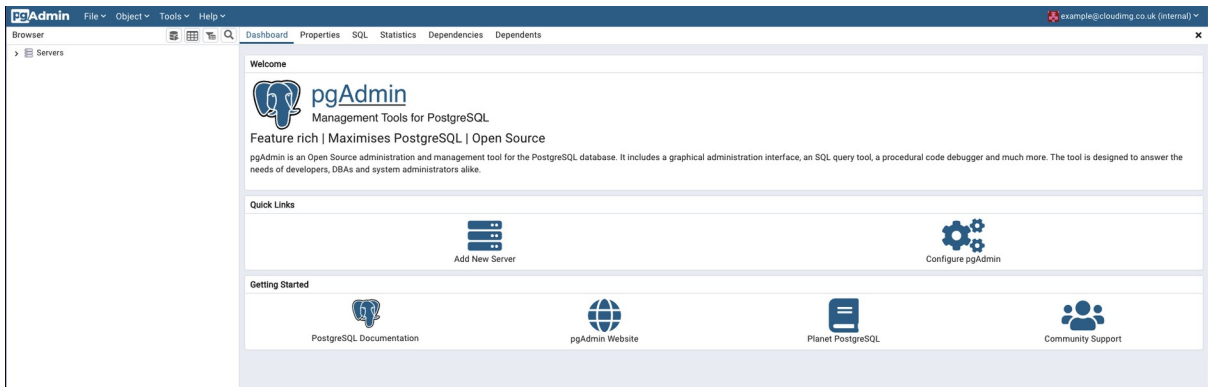 pgAdmin File Object Tools Help example@cloudimg.co.uk (internal)
Browser
Dashboard Properties SQL Statistics Dependencies Dependents
Servers
Welcome
pgAdmin
Management Tools for PostgreSQL
Feature rich | Maximises PostgreSQL | Open Source
pgAdmin is an Open Source administration and management tool for the PostgreSQL database. It includes a graphical administration interface, an SQL query tool, a procedural code debugger and much more. The tool is designed to answer the
needs of developers, DBAs and system administrators alike.
Quick Links
Add New Server Configure pgAdmin
Getting Started
PostgreSQL Documentation pgAdmin Website Planet PostgreSQL Community Support